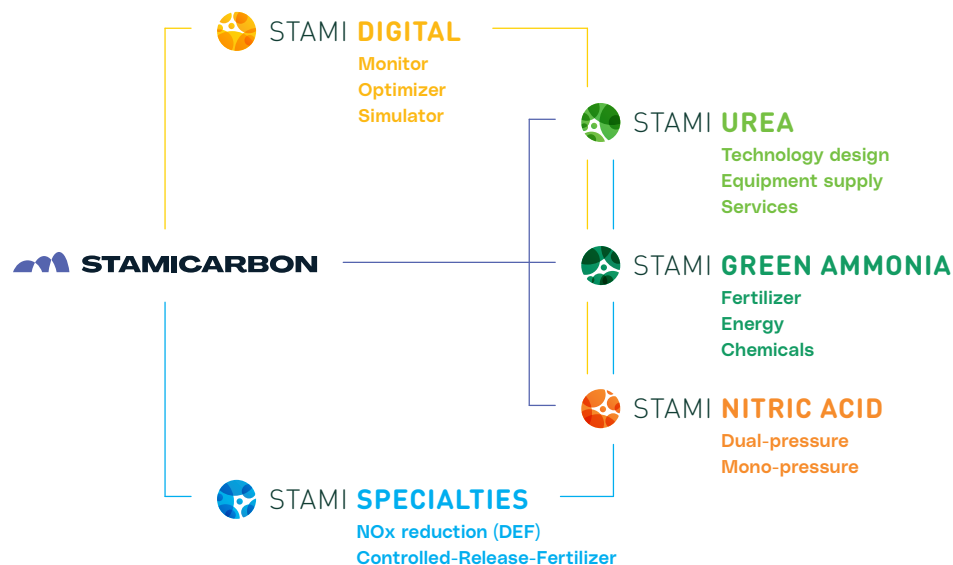 STAMI DIGITAL
Monitor
Optimizer
Simulator
STAMI UREA
Technology design
Equipment supply
Services
STAMICARBON
STAMI GREEN AMMONIA
Fertilizer
Energy
Chemicals
STAMI NITRIC ACID
Dual-pressure
Mono-pressure
STAMI SPECIALTIES
NOx reduction (DEF)
Controlled-Release-Fertilizer